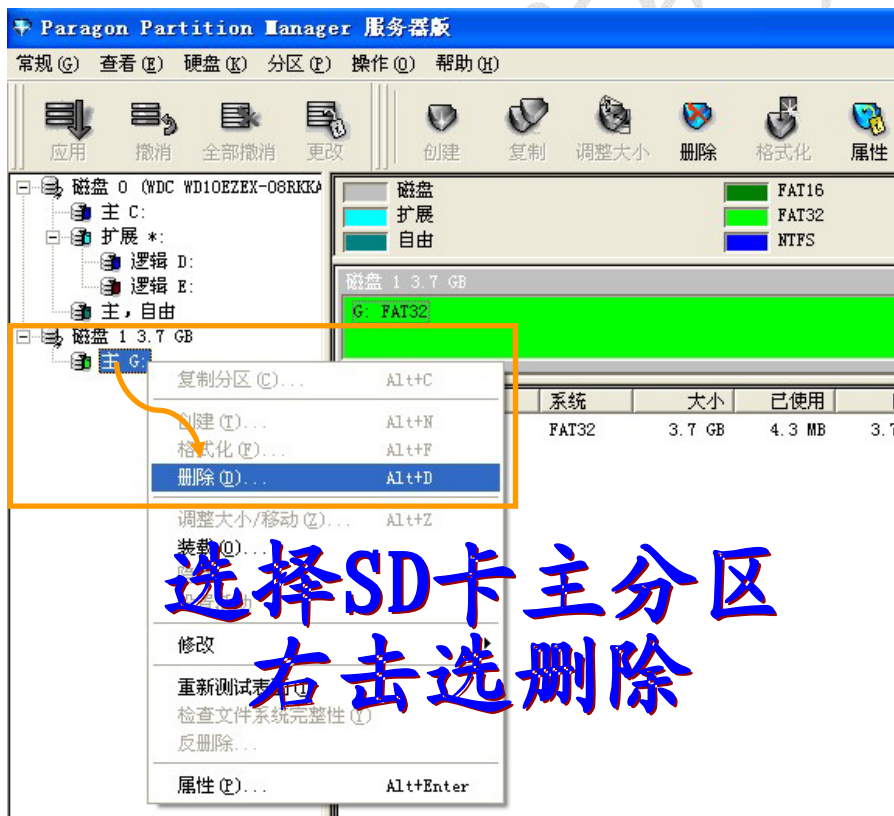 Paragon Partition Manager 服务器版
常规(G) 查看(E) 硬盘(K) 分区(P) 操作(O) 帮助(H)
应用 撤消 全部撤消 更改 创建 复制 调整大小 删除 格式化 属性
磁盘 0 (WDC WD10EZEX-08RKKA
主 C:
扩展 *:
逻辑 D:
逻辑 E:
主，自由
磁盘 1 3.7 GB
主 G:
磁盘 FAT16
扩展 FAT32
自由 NTFS
磁盘 1 3.7 GB
G: FAT32
系统 大小 已使用
FAT32 3.7 GB 4.3 MB 3.7
复制分区(C)... Alt+C
创建(T)... Alt+N
格式化(F)... Alt+F
删除(D)... Alt+D
调整大小/移动(Z)... Alt+Z
装载(O)...
修改
重新测试表面(T)
检查文件系统完整性(Y)
反删除...
属性(P)... Alt+Enter
选择SD卡主分区
右击选删除